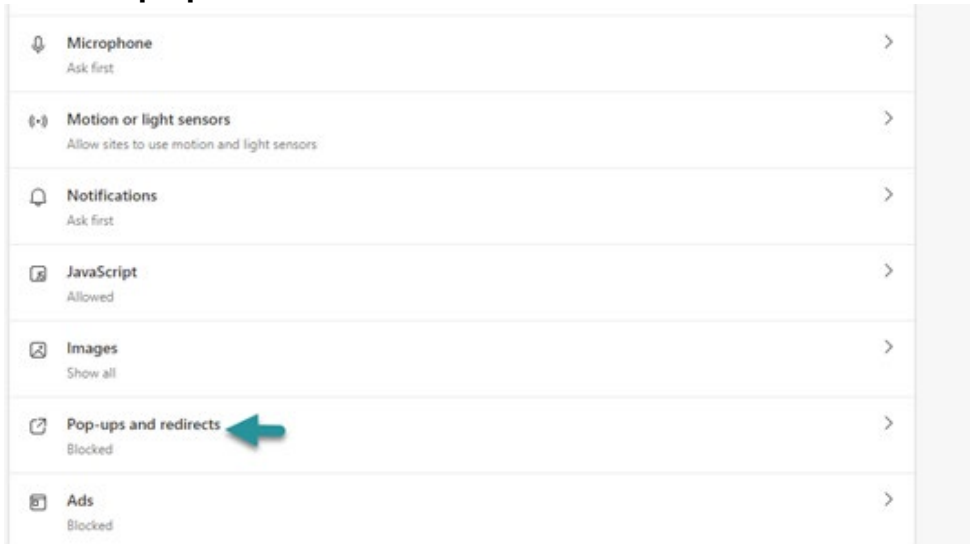 Microphone
Ask first
Motion or light sensors
Allow sites to use motion and light sensors
Notifications
Ask first
JavaScript
Allowed
Images
Show all
Pop-ups and redirects
Blocked
Ads
Blocked